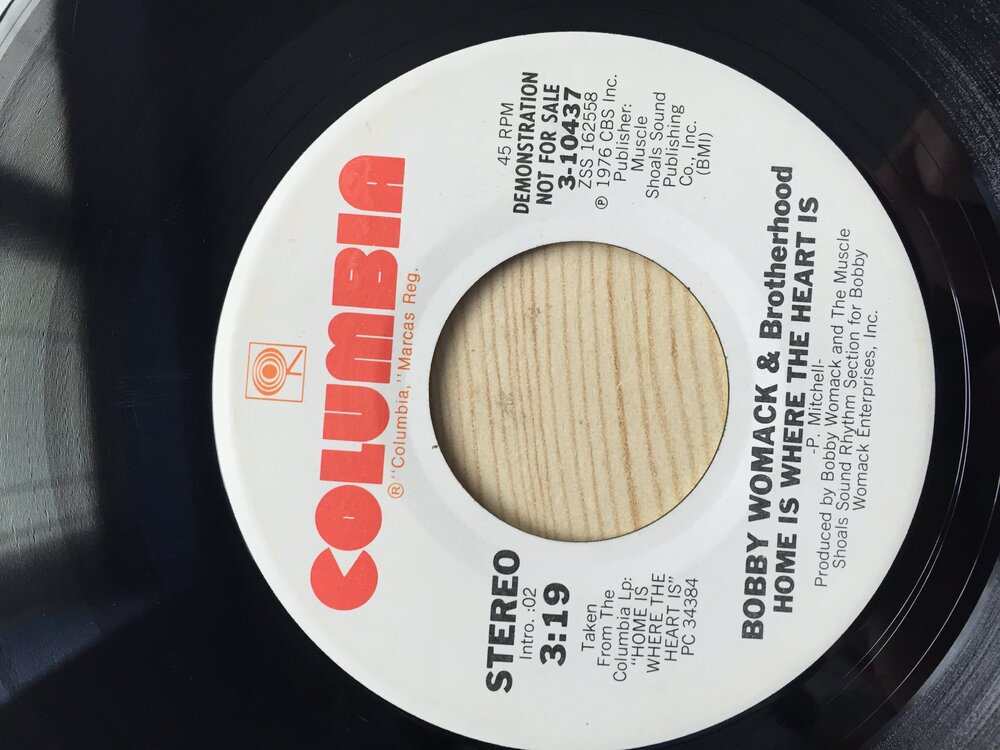 COLUMBIA
® "Columbia," Marcas Reg.
STEREO
Intro. :02
3:19
Taken
From The
Columbia Lp:
"HOME IS
WHERE THE
HEART IS"
PC 34384
45 RPM
DEMONSTRATION
NOT FOR SALE
3-10437
ZSS 162558
℗ 1976 CBS Inc.
Publisher:
Muscle
Shoals Sound
Publishing
Co., Inc.
(BMI)
BOBBY WOMACK & Brotherhood
HOME IS WHERE THE HEART IS
-P. Mitchell-
Produced by Bobby Womack and The Muscle
Shoals Sound Rhythm Section for Bobby
Womack Enterprises, Inc.